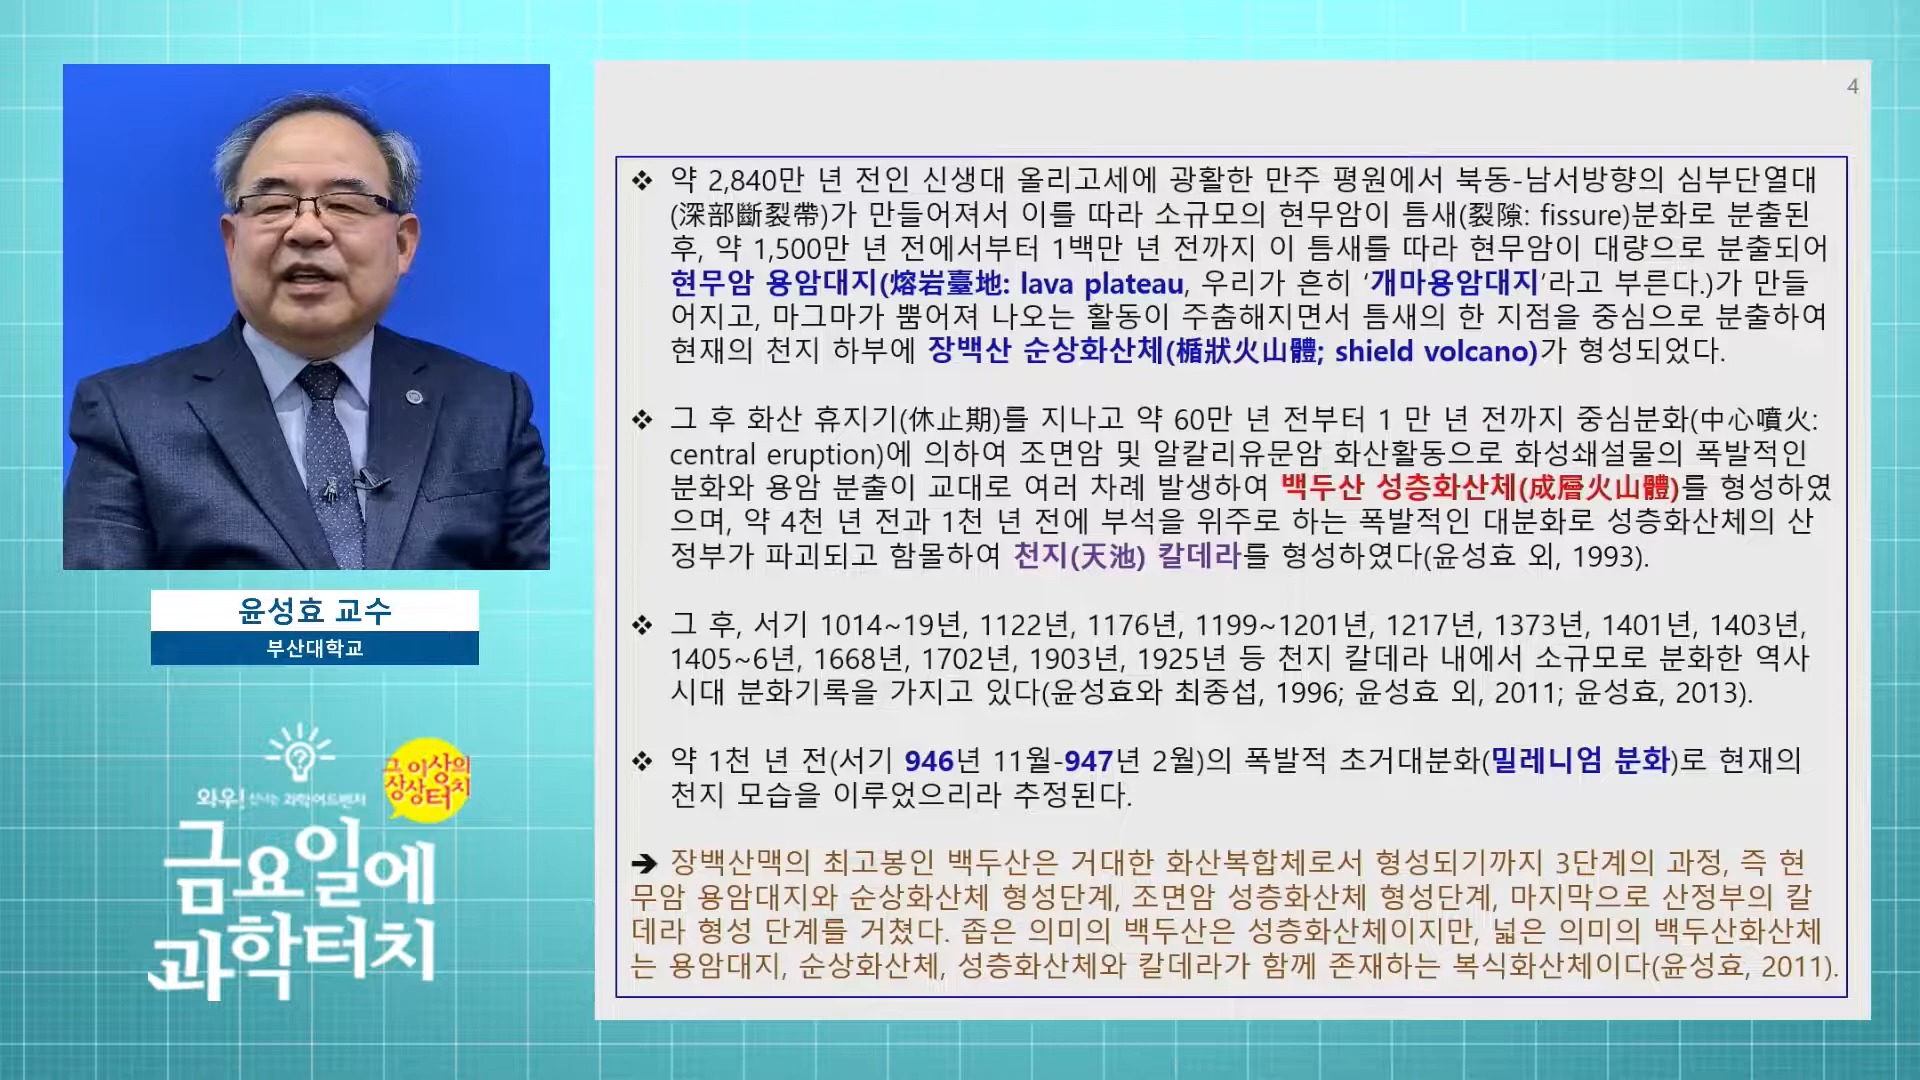 4
❖ 약 2,840만 년 전인 신생대 올리고세에 광활한 만주 평원에서 북동-남서방향의 심부단열대
(深部斷裂帶)가 만들어져서 이를 따라 소규모의 현무암이 틈새(裂隙: fissure)분화로 분출된
후, 약 1,500만 년 전에서부터 1백만 년 전까지 이 틈새를 따라 현무암이 대량으로 분출되어
현무암 용암대지(熔岩臺地: lava plateau, 우리가 흔히 ‘개마용암대지’라고 부른다.)가 만들
어지고, 마그마가 뿜어져 나오는 활동이 주춤해지면서 틈새의 한 지점을 중심으로 분출하여
현재의 천지 하부에 장백산 순상화산체(楯狀火山體; shield volcano)가 형성되었다.
❖ 그 후 화산 휴지기(休止期)를 지나고 약 60만 년 전부터 1 만 년 전까지 중심분화(中心噴火:
central eruption)에 의하여 조면암 및 알칼리유문암 화산활동으로 화성쇄설물의 폭발적인
분화와 용암 분출이 교대로 여러 차례 발생하여 백두산 성층화산체(成層火山體)를 형성하였
으며, 약 4천 년 전과 1천 년 전에 부석을 위주로 하는 폭발적인 대분화로 성층화산체의 산
정부가 파괴되고 함몰하여 천지(天池) 칼데라를 형성하였다(윤성효 외, 1993).
❖ 그 후, 서기 1014~19년, 1122년, 1176년, 1199~1201년, 1217년, 1373년, 1401년, 1403년,
1405~6년, 1668년, 1702년, 1903년, 1925년 등 천지 칼데라 내에서 소규모로 분화한 역사
시대 분화기록을 가지고 있다(윤성효와 최종섭, 1996; 윤성효 외, 2011; 윤성효, 2013).
❖ 약 1천 년 전(서기 946년 11월-947년 2월)의 폭발적 초거대분화(밀레니엄 분화)로 현재의
천지 모습을 이루었으리라 추정된다.
➔ 장백산맥의 최고봉인 백두산은 거대한 화산복합체로서 형성되기까지 3단계의 과정, 즉 현
무암 용암대지와 순상화산체 형성단계, 조면암 성층화산체 형성단계, 마지막으로 산정부의 칼
데라 형성 단계를 거쳤다. 좁은 의미의 백두산은 성층화산체이지만, 넓은 의미의 백두산화산체
는 용암대지, 순상화산체, 성층화산체와 칼데라가 함께 존재하는 복식화산체이다(윤성효, 2011).
윤성효 교수
부산대학교
그 이상의
상상터치
와우! 신나는 과학어드벤처
금요일에
과학터치